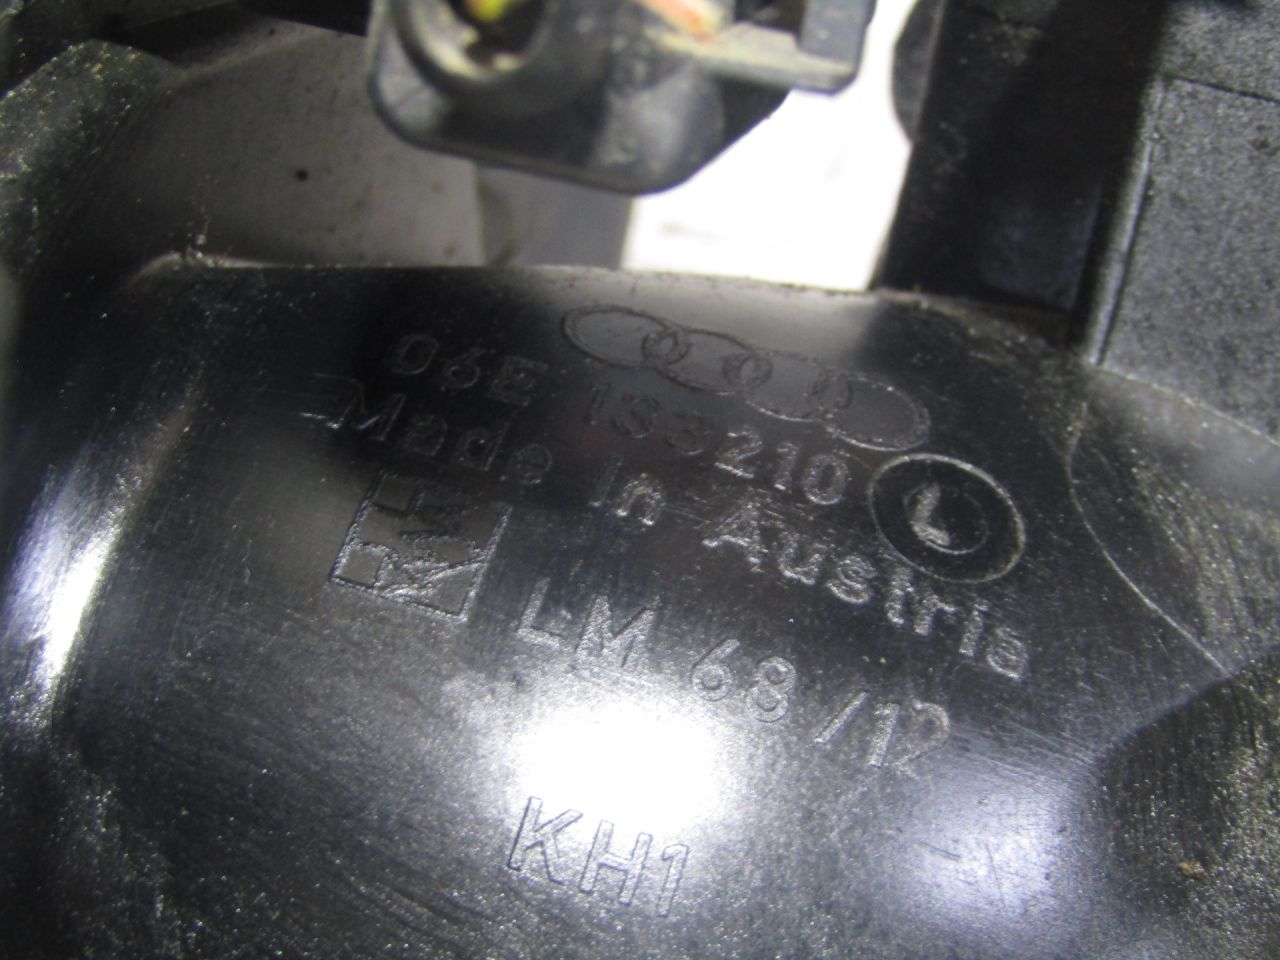 06E 133210
Made in Austria
LM 68 /12
KH1